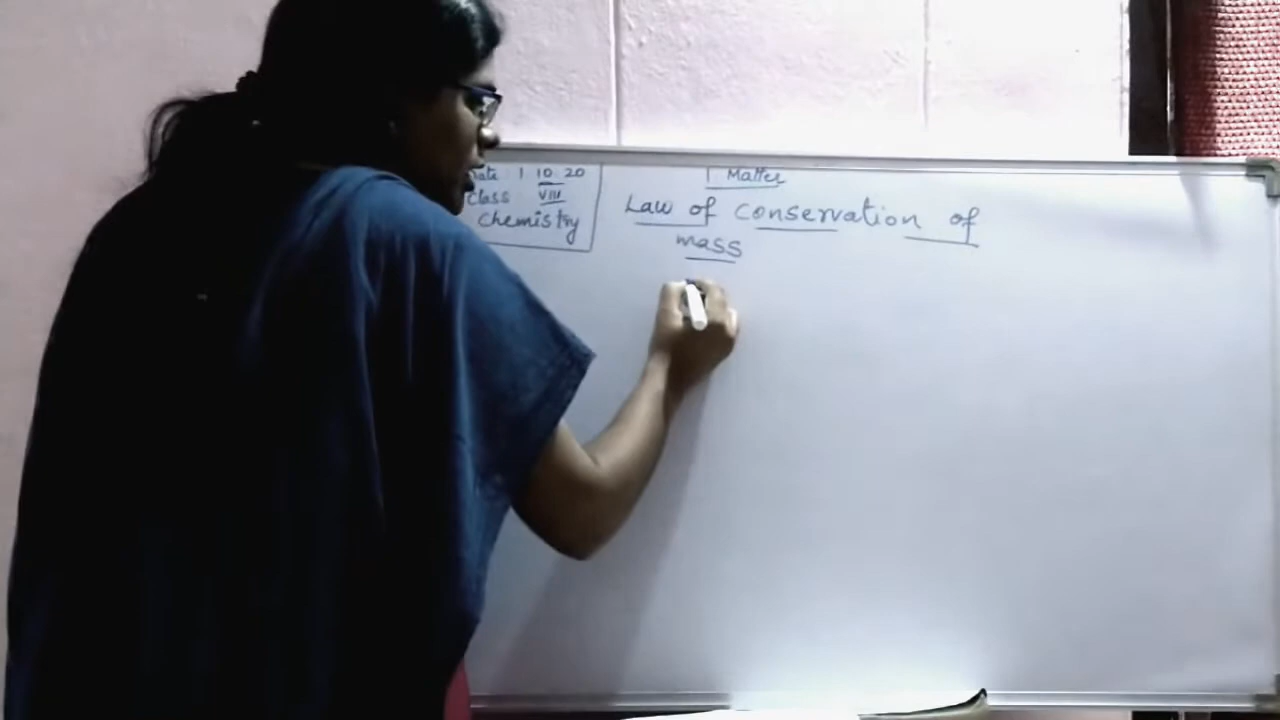 Date : 1 10 20
Class : VIII
Chemistry
1 Matter
Law of conservation of
mass